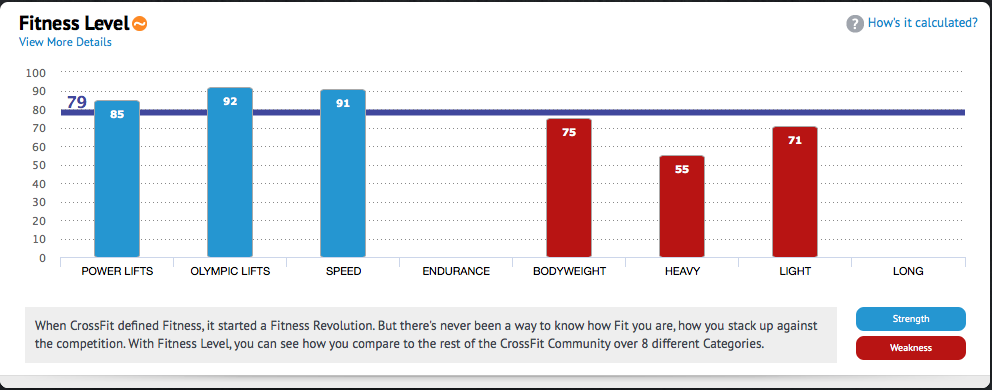 Fitness Level
View More Details
? How's it calculated?
100
90
80
70
60
50
40
30
20
10
0
79
85
92
91
75
55
71
POWER LIFTS
OLYMPIC LIFTS
SPEED
ENDURANCE
BODYWEIGHT
HEAVY
LIGHT
LONG
When CrossFit defined Fitness, it started a Fitness Revolution. But there's never been a way to know how Fit you are, how you stack up against
the competition. With Fitness Level, you can see how you compare to the rest of the CrossFit Community over 8 different Categories.
Strength
Weakness